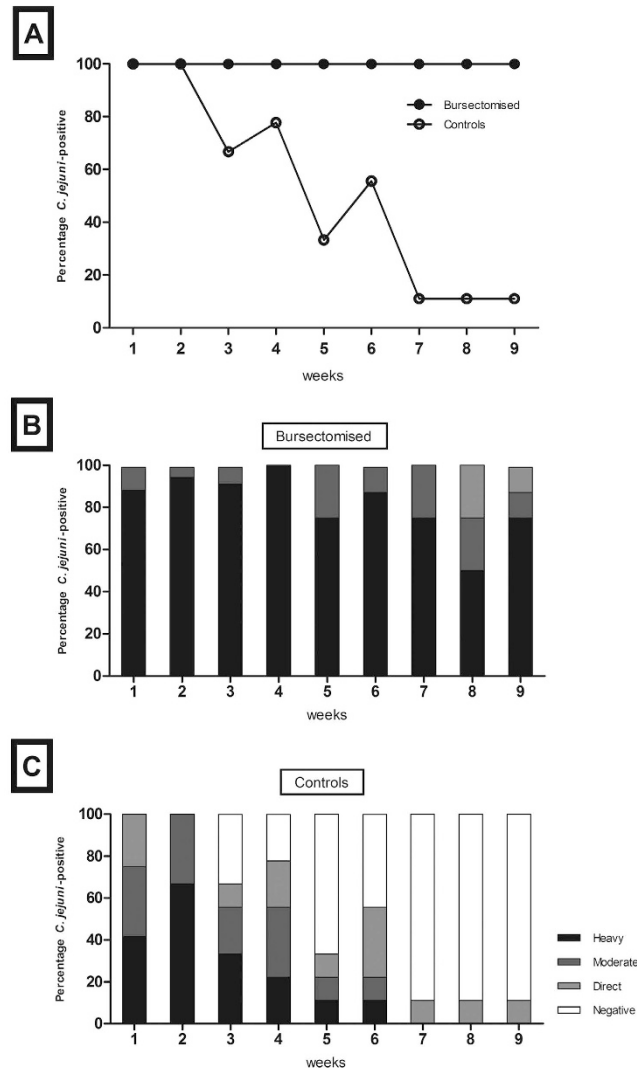 A
Percentage C. jejuni-positive
100
80
60
40
20
0
Bursectomised
Controls
1 2 3 4 5 6 7 8 9
weeks
B
Bursectomised
Percentage C. jejuni-positive
100
80
60
40
20
0
1 2 3 4 5 6 7 8 9
weeks
C
Controls
Percentage C. jejuni-positive
100
80
60
40
20
0
1 2 3 4 5 6 7 8 9
weeks
Heavy
Moderate
Direct
Negative